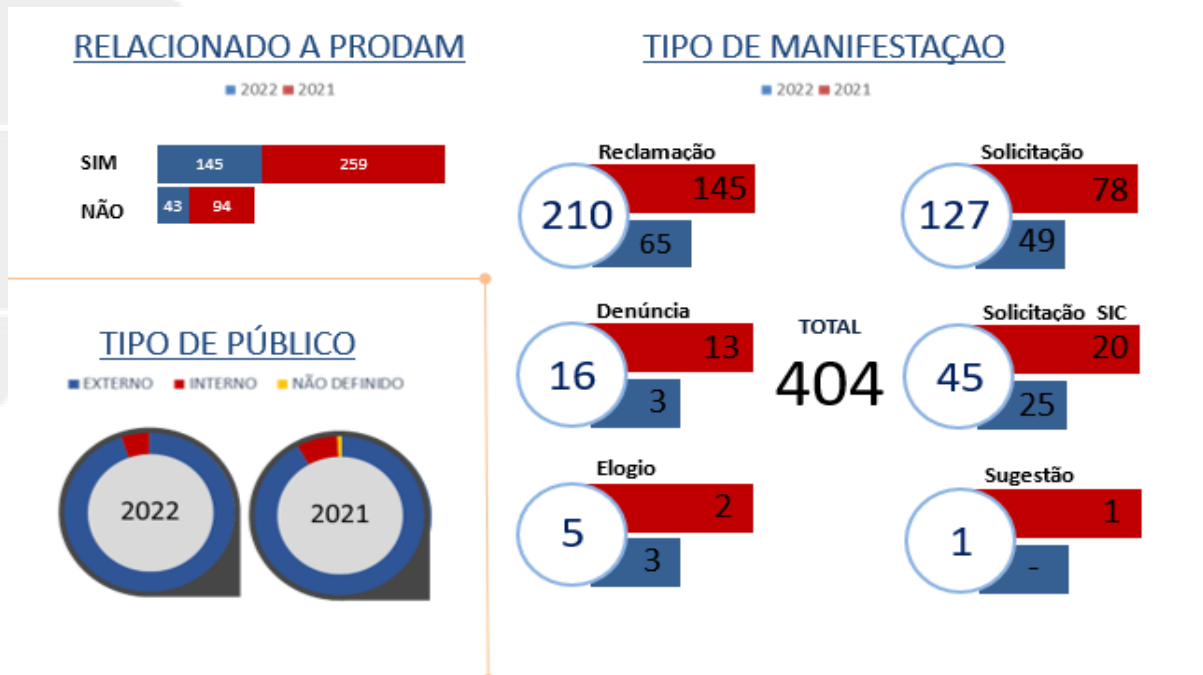 RELACIONADO A PRODAM
2022 2021
SIM 145 259
NÃO 43 94
TIPO DE PÚBLICO
EXTERNO INTERNO NÃO DEFINIDO
2022
2021
TIPO DE MANIFESTAÇAO
2022 2021
Reclamação
210
145
65
Solicitação
127
78
49
Denúncia
16
13
3
TOTAL
404
Solicitação SIC
45
20
25
Elogio
5
2
3
Sugestão
1
1
-